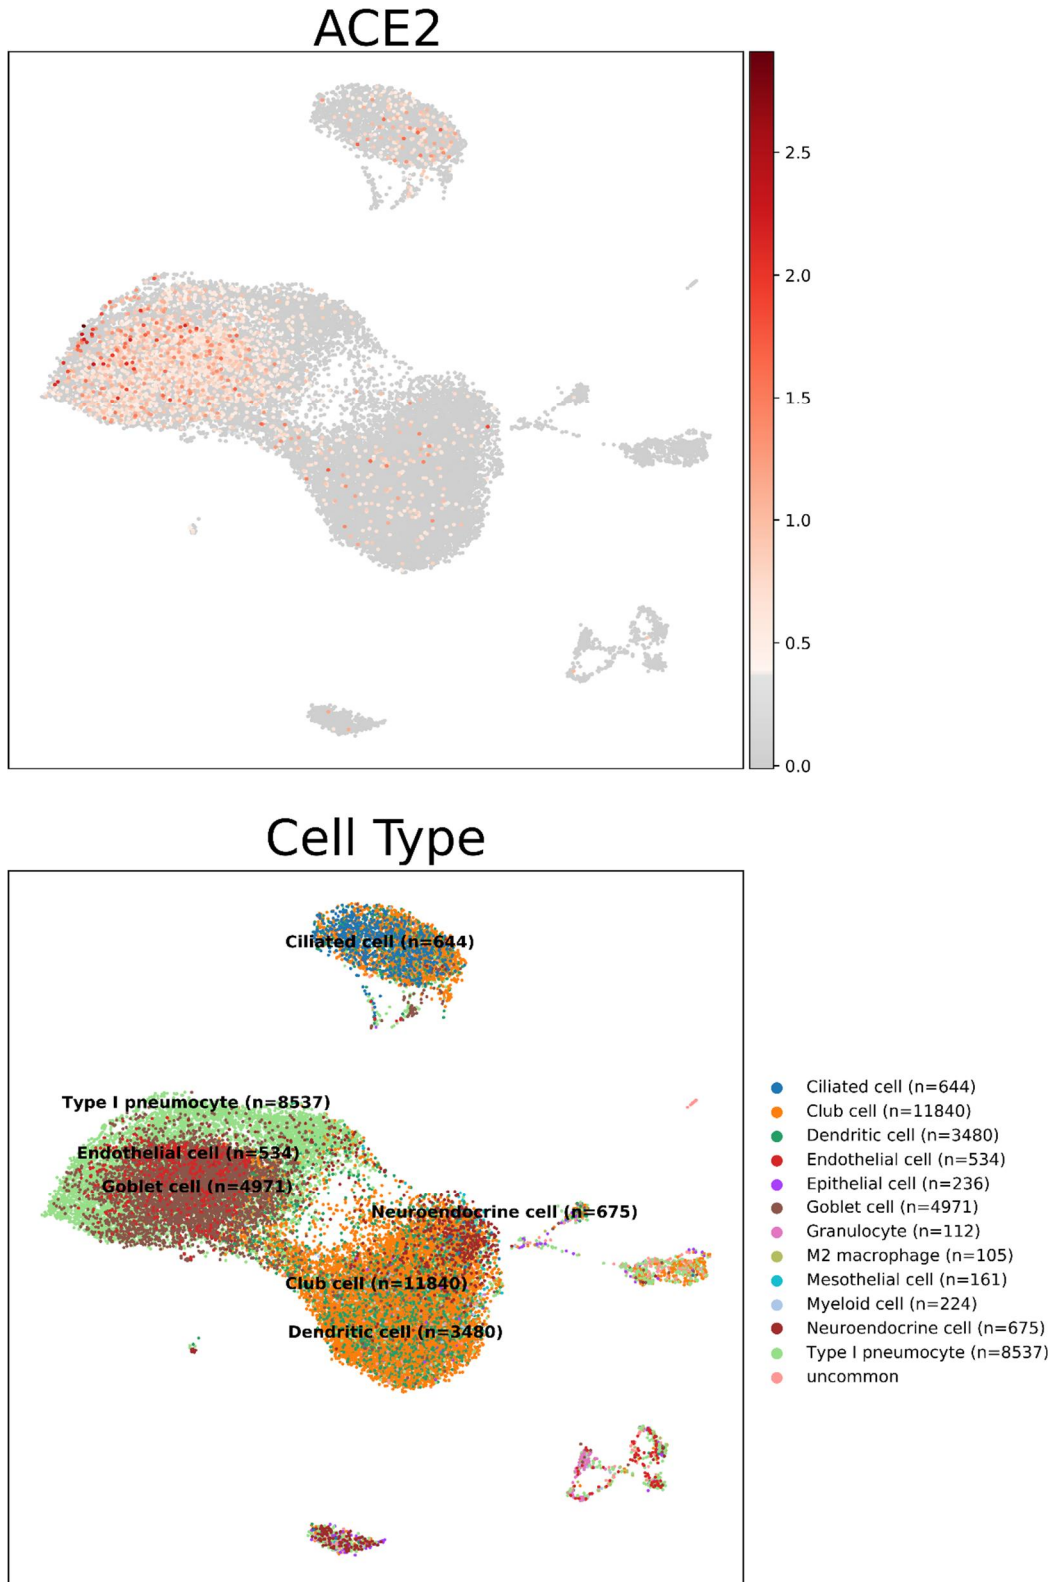 ACE2
2.5
2.0
1.5
1.0
0.5
0.0
Cell Type
Ciliated cell (n=644)
Type I pneumocyte (n=8537)
Endothelial cell (n=534)
Goblet cell (n=4971)
Neuroendocrine cell (n=675)
Club cell (n=11840)
Dendritic cell (n=3480)
Ciliated cell (n=644)
Club cell (n=11840)
Dendritic cell (n=3480)
Endothelial cell (n=534)
Epithelial cell (n=236)
Goblet cell (n=4971)
Granulocyte (n=112)
M2 macrophage (n=105)
Mesothelial cell (n=161)
Myeloid cell (n=224)
Neuroendocrine cell (n=675)
Type I pneumocyte (n=8537)
uncommon